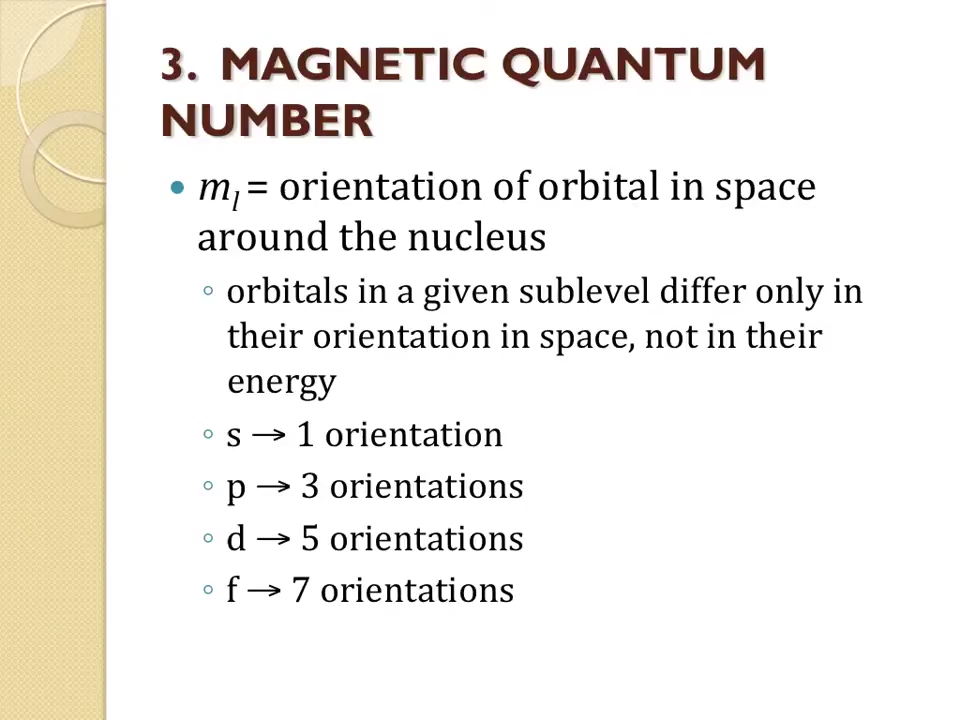 3. MAGNETIC QUANTUM
NUMBER
• mₗ = orientation of orbital in space
around the nucleus
◦ orbitals in a given sublevel differ only in
their orientation in space, not in their
energy
◦ s → 1 orientation
◦ p → 3 orientations
◦ d → 5 orientations
◦ f → 7 orientations